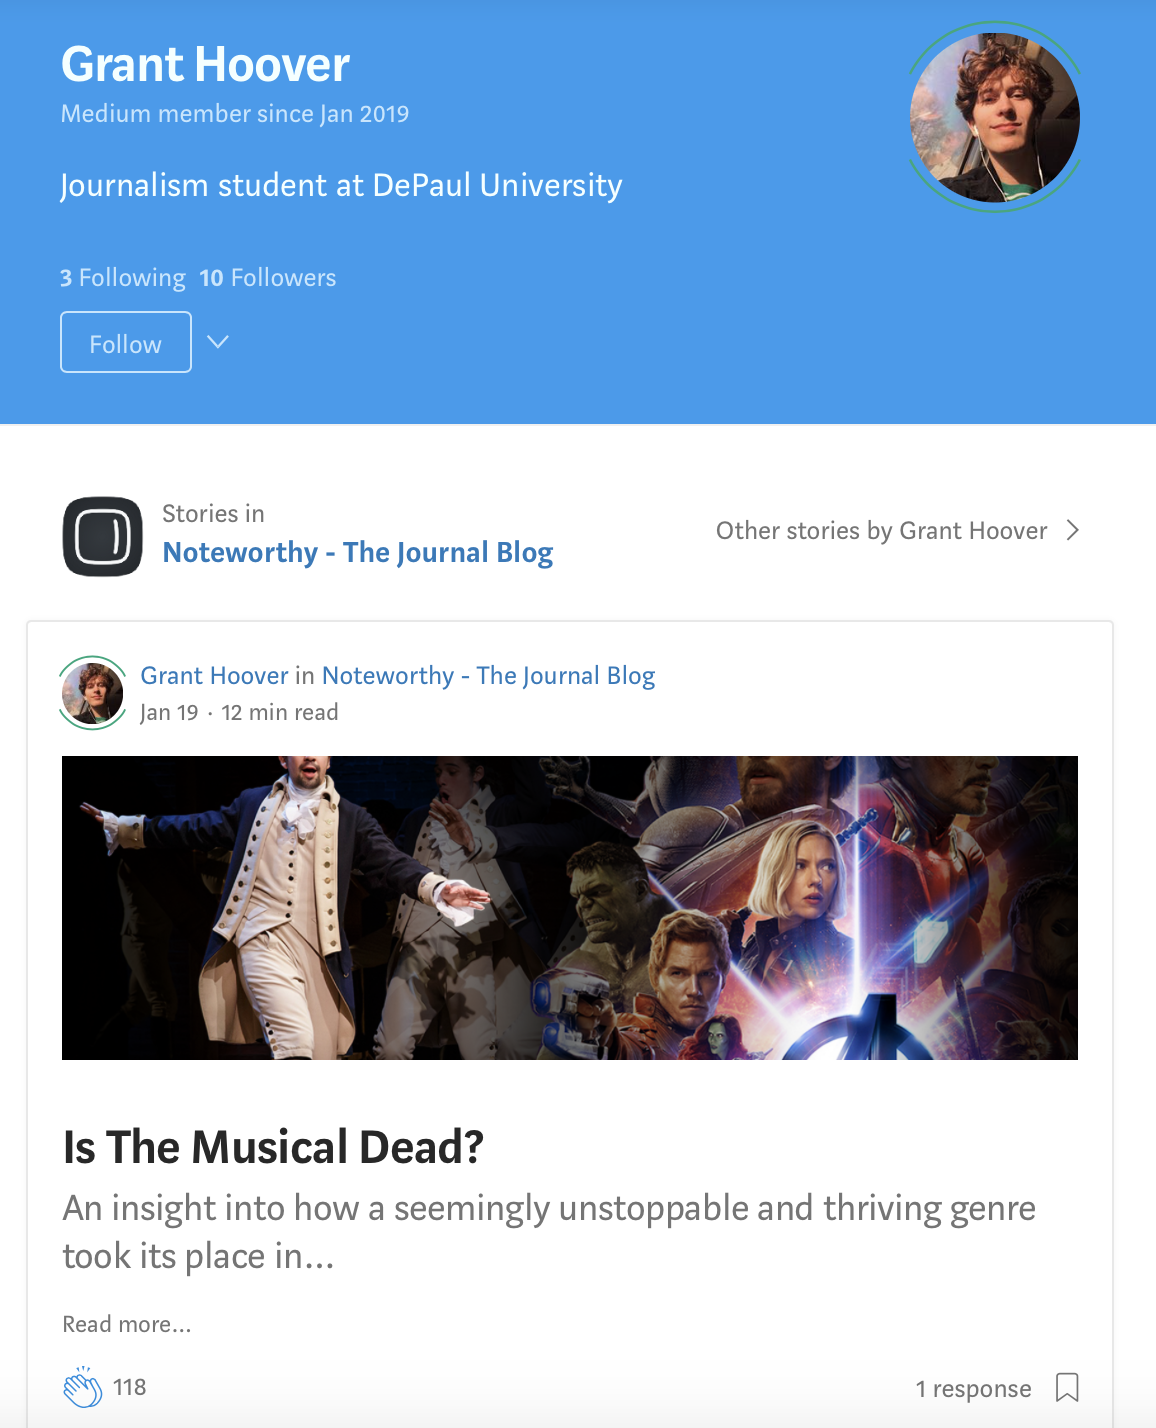 Grant Hoover
Medium member since Jan 2019
Journalism student at DePaul University
3 Following 10 Followers
Follow
Stories in
Noteworthy - The Journal Blog
Other stories by Grant Hoover
Grant Hoover in Noteworthy - The Journal Blog
Jan 19 · 12 min read
Is The Musical Dead?
An insight into how a seemingly unstoppable and thriving genre
took its place in...
Read more...
118
1 response